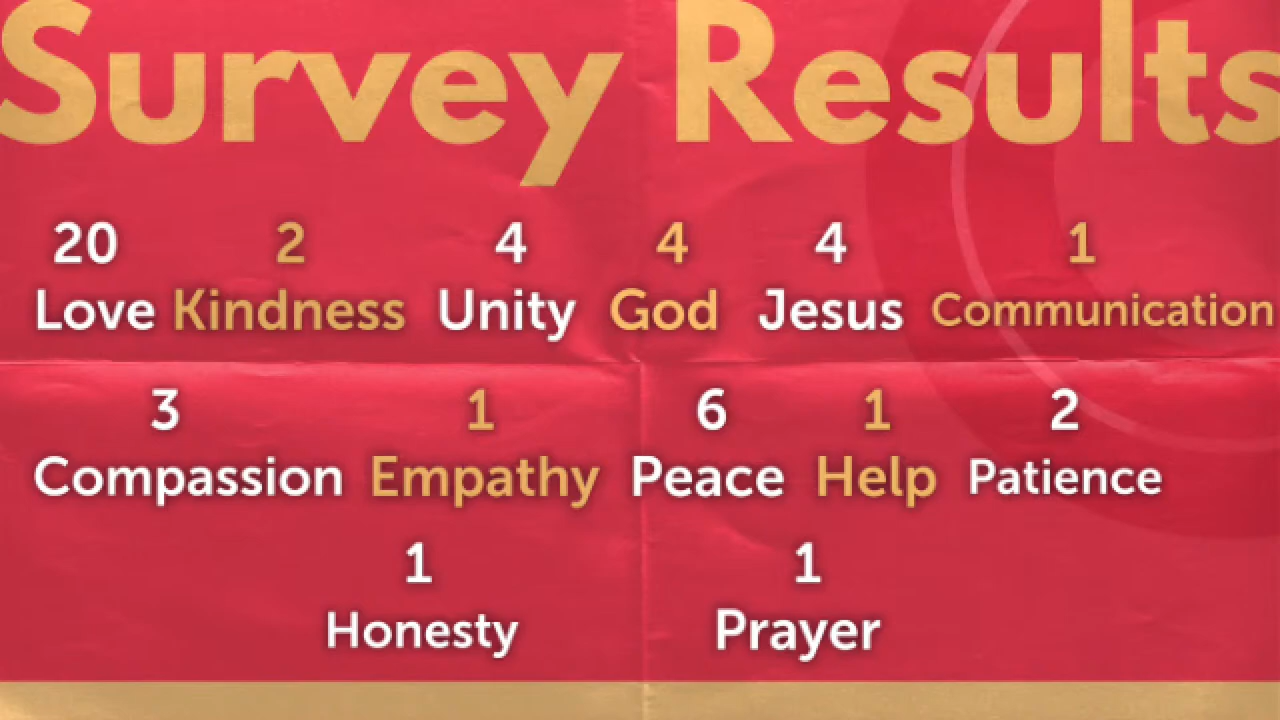 Survey Results
20 2 4 4 4 1
Love Kindness Unity God Jesus Communication
3 1 6 1 2
Compassion Empathy Peace Help Patience
1 1
Honesty Prayer